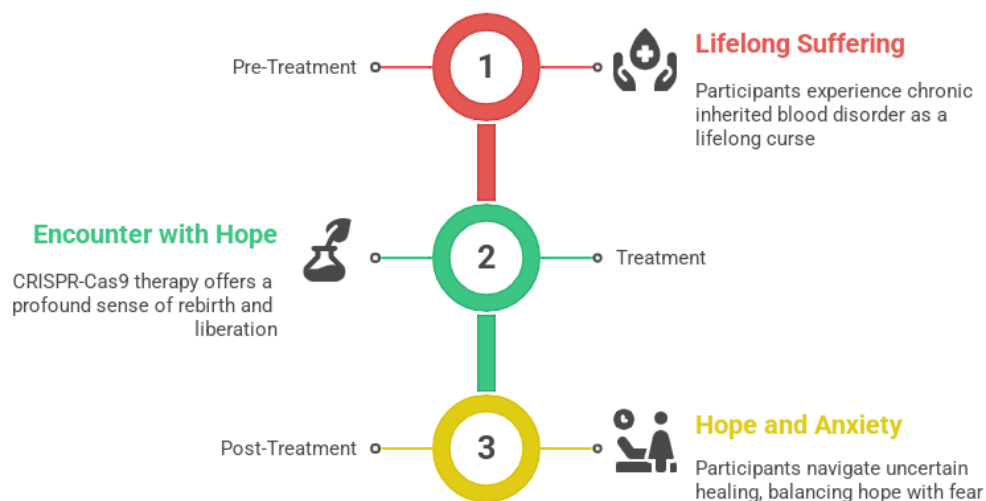 Pre-Treatment
1
Lifelong Suffering
Participants experience chronic
inherited blood disorder as a
lifelong curse
Encounter with Hope
CRISPR-Cas9 therapy offers a
profound sense of rebirth and
liberation
2
Treatment
Post-Treatment
3
Hope and Anxiety
Participants navigate uncertain
healing, balancing hope with fear